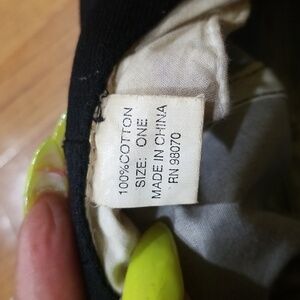 100%COTTON
SIZE: ONE
MADE IN CHINA
RN 98070